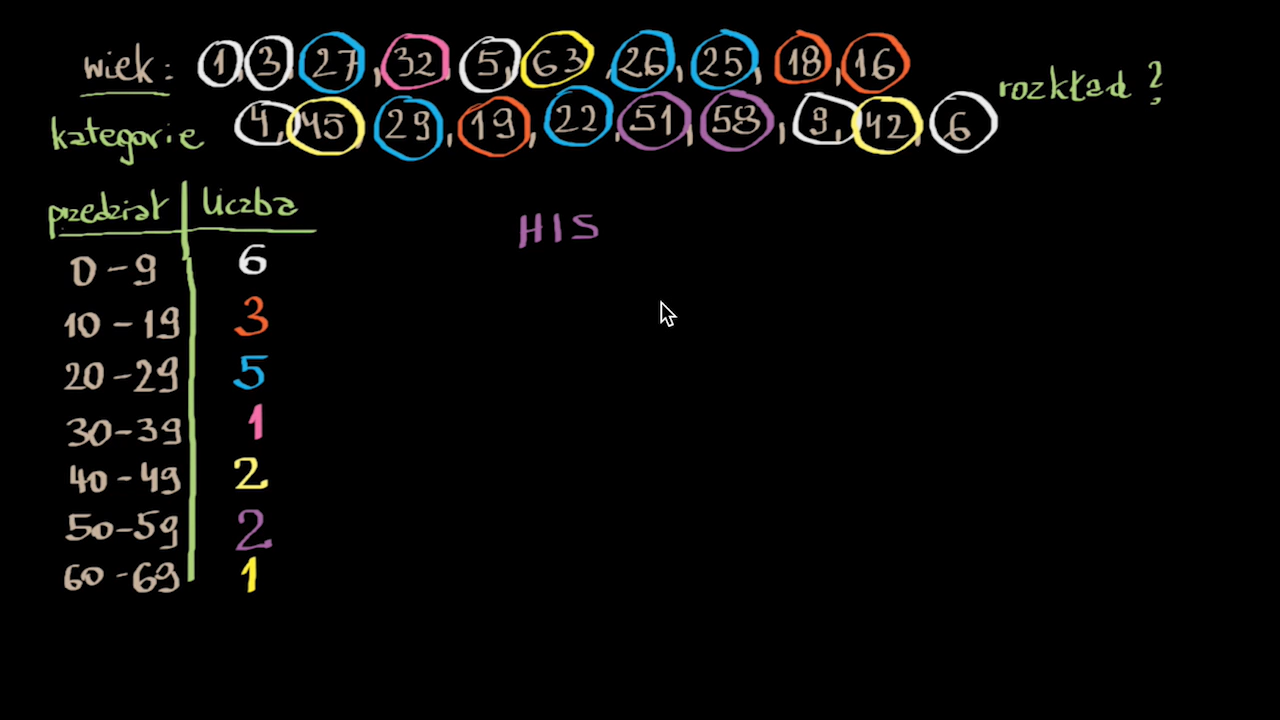 wiek: 1, 3, 27, 32, 5, 63, 26, 25, 18, 16
rozkład?
kategorie 4, 45, 29, 19, 22, 51, 58, 9, 42, 6
przedział liczba
0-9 6
10-19 3
20-29 5
30-39 1
40-49 2
50-59 2
60-69 1
HIS